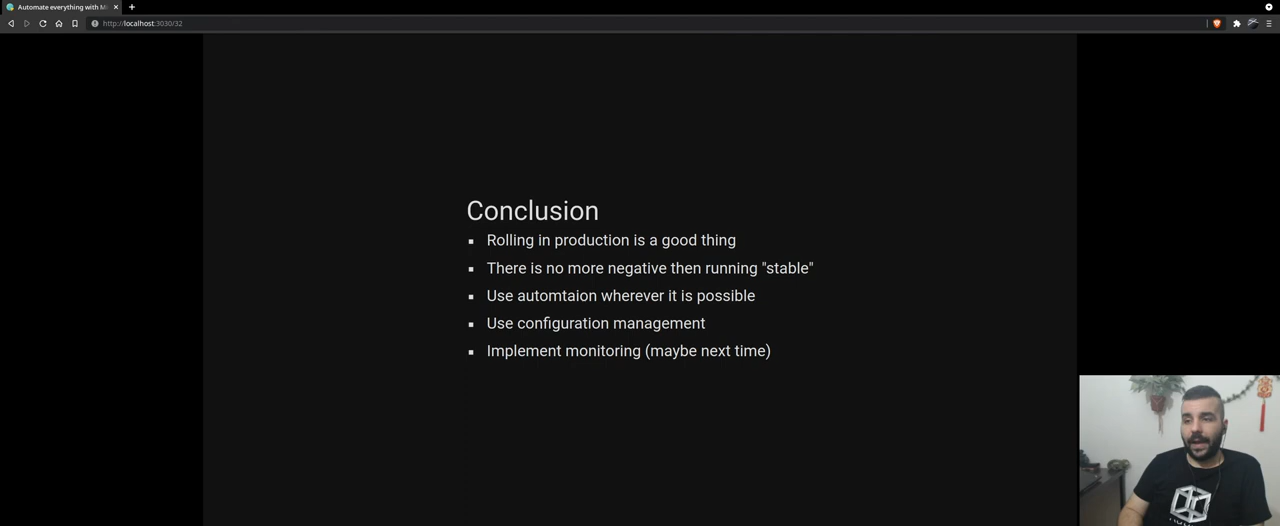 Automate everything with M
http://localhost:3030/32
Conclusion
Rolling in production is a good thing
There is no more negative then running "stable"
Use automtaion wherever it is possible
Use configuration management
Implement monitoring (maybe next time)